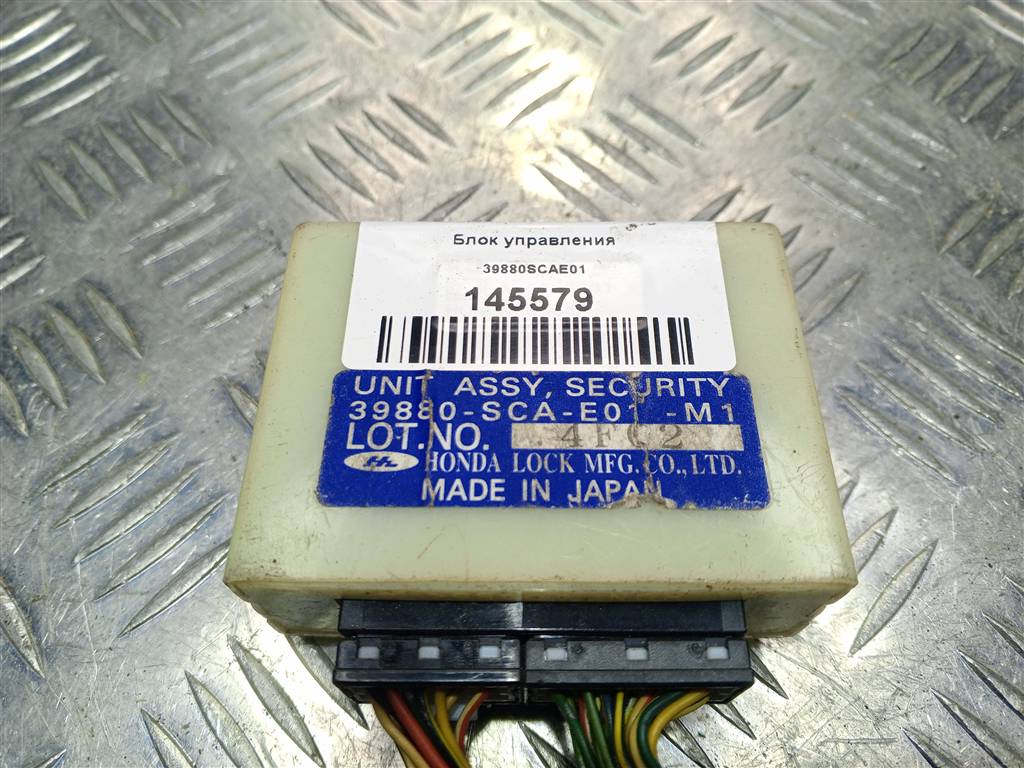 Блок управления
39880SCAE01
145579
UNIT ASSY, SECURITY
39880-SCA-E01 -M1
LOT.NO.
HL HONDA LOCK MFG.CO.,LTD.
MADE IN JAPAN